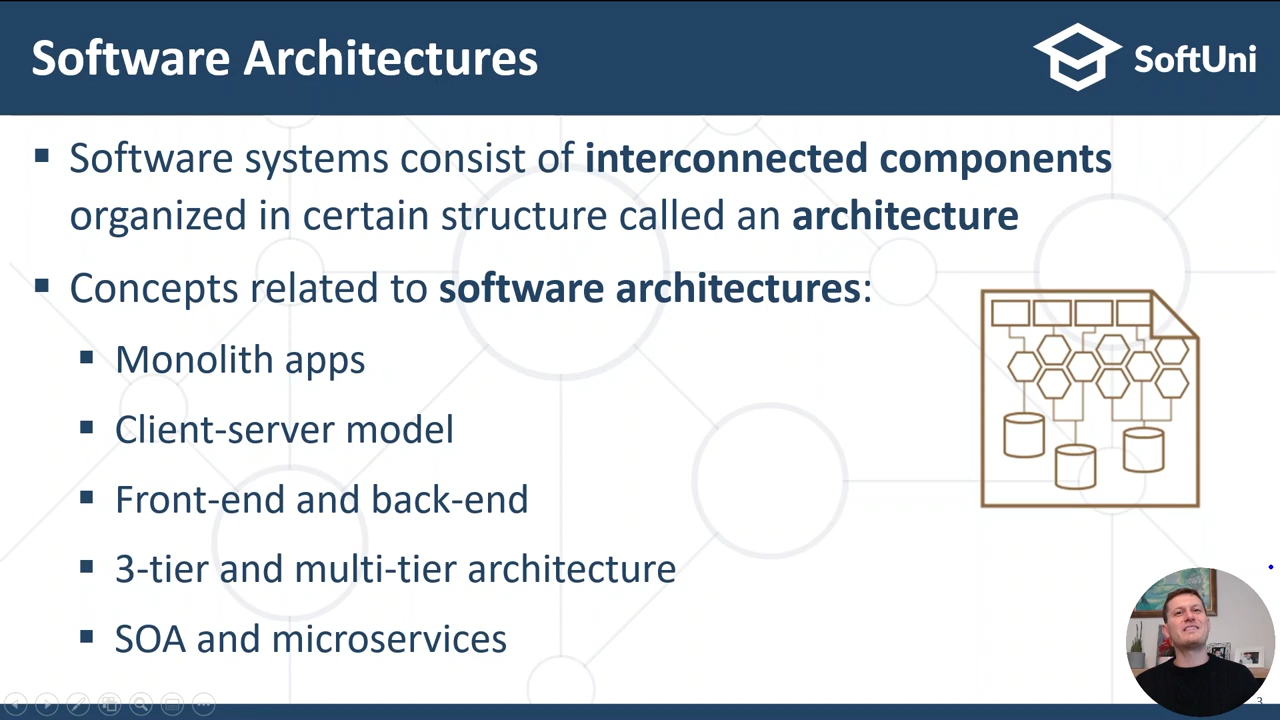 Software Architectures
SoftUni
▪ Software systems consist of interconnected components
organized in certain structure called an architecture
▪ Concepts related to software architectures:
▪ Monolith apps
▪ Client-server model
▪ Front-end and back-end
▪ 3-tier and multi-tier architecture
▪ SOA and microservices
3